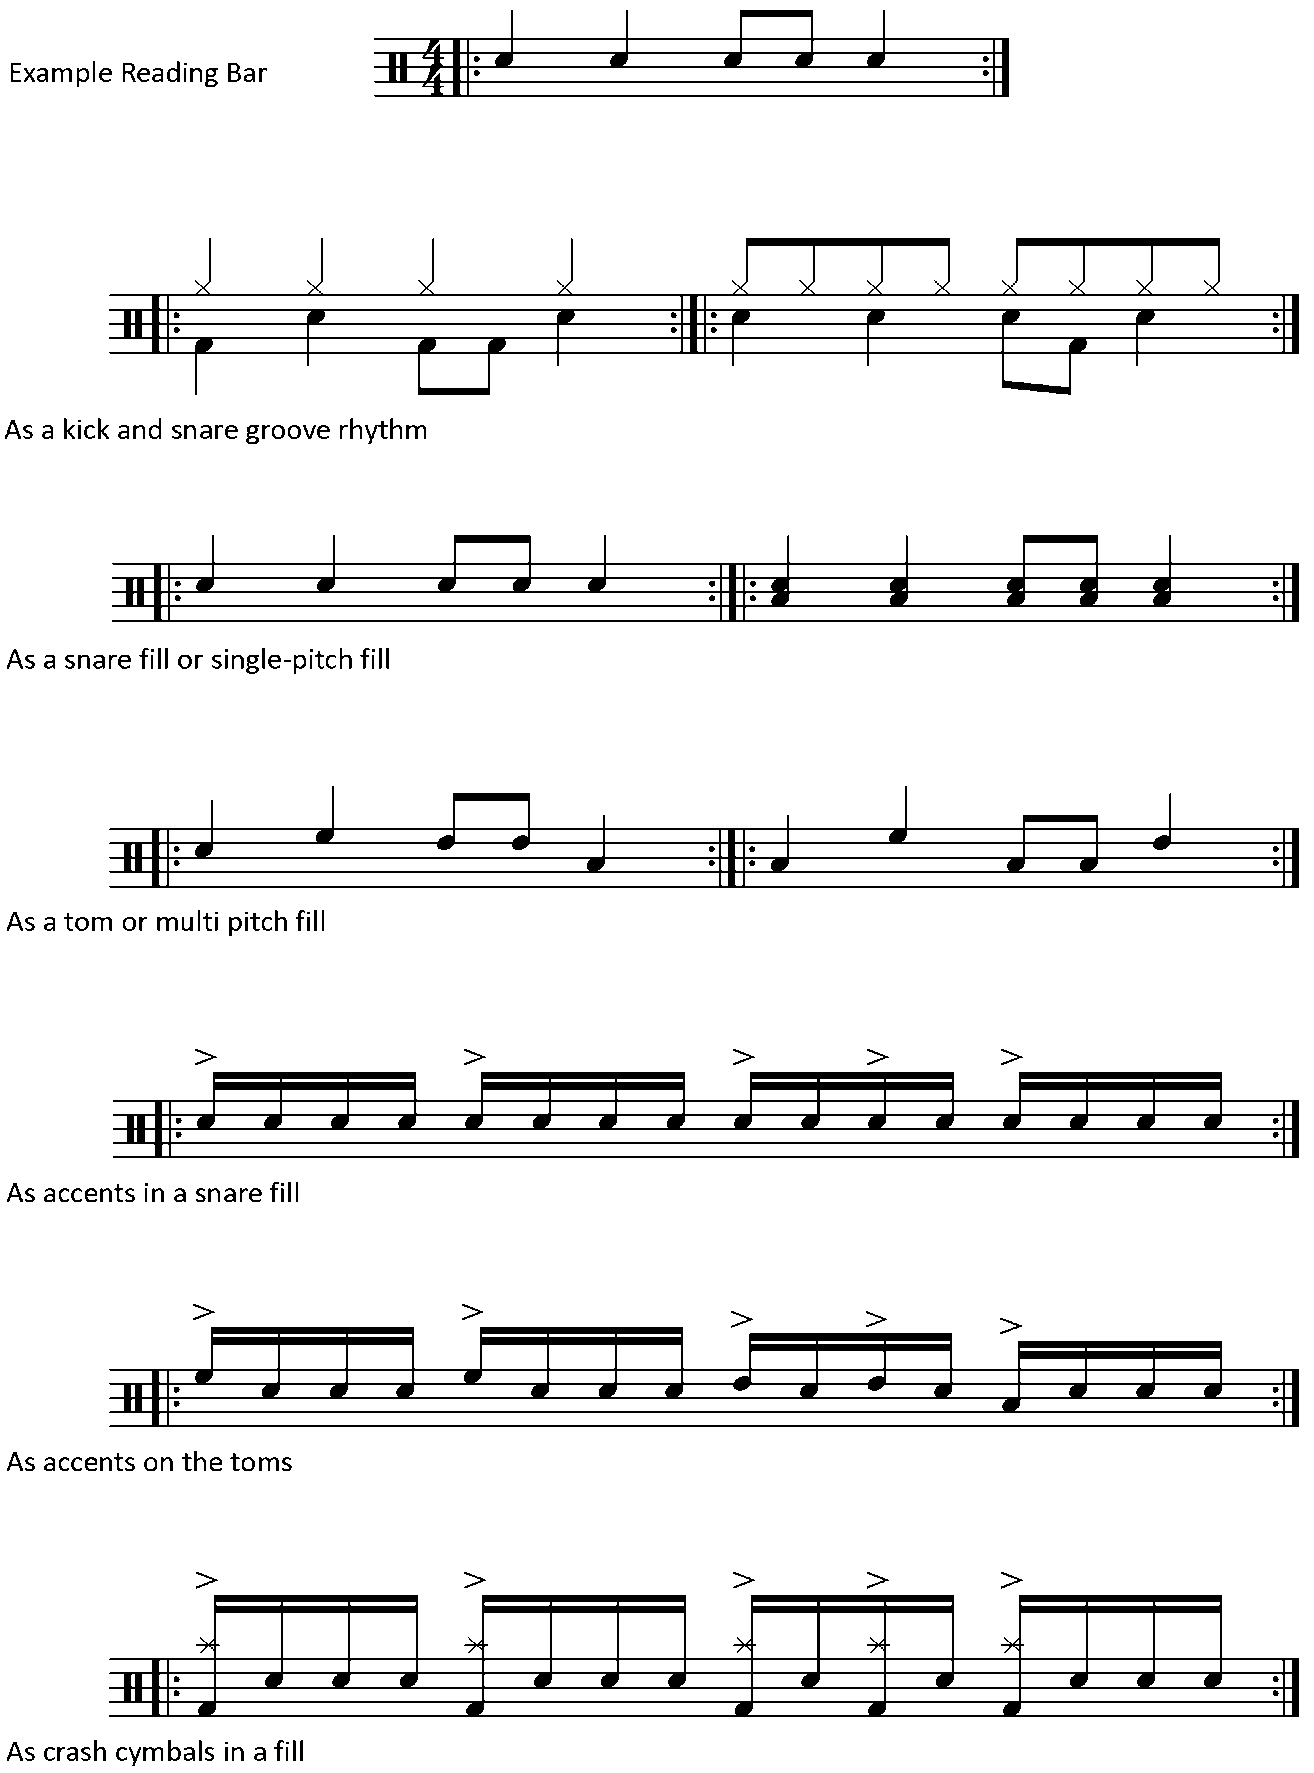 Example Reading Bar
4
4
As a kick and snare groove rhythm
As a snare fill or single-pitch fill
As a tom or multi pitch fill
As accents in a snare fill
As accents on the toms
As crash cymbals in a fill